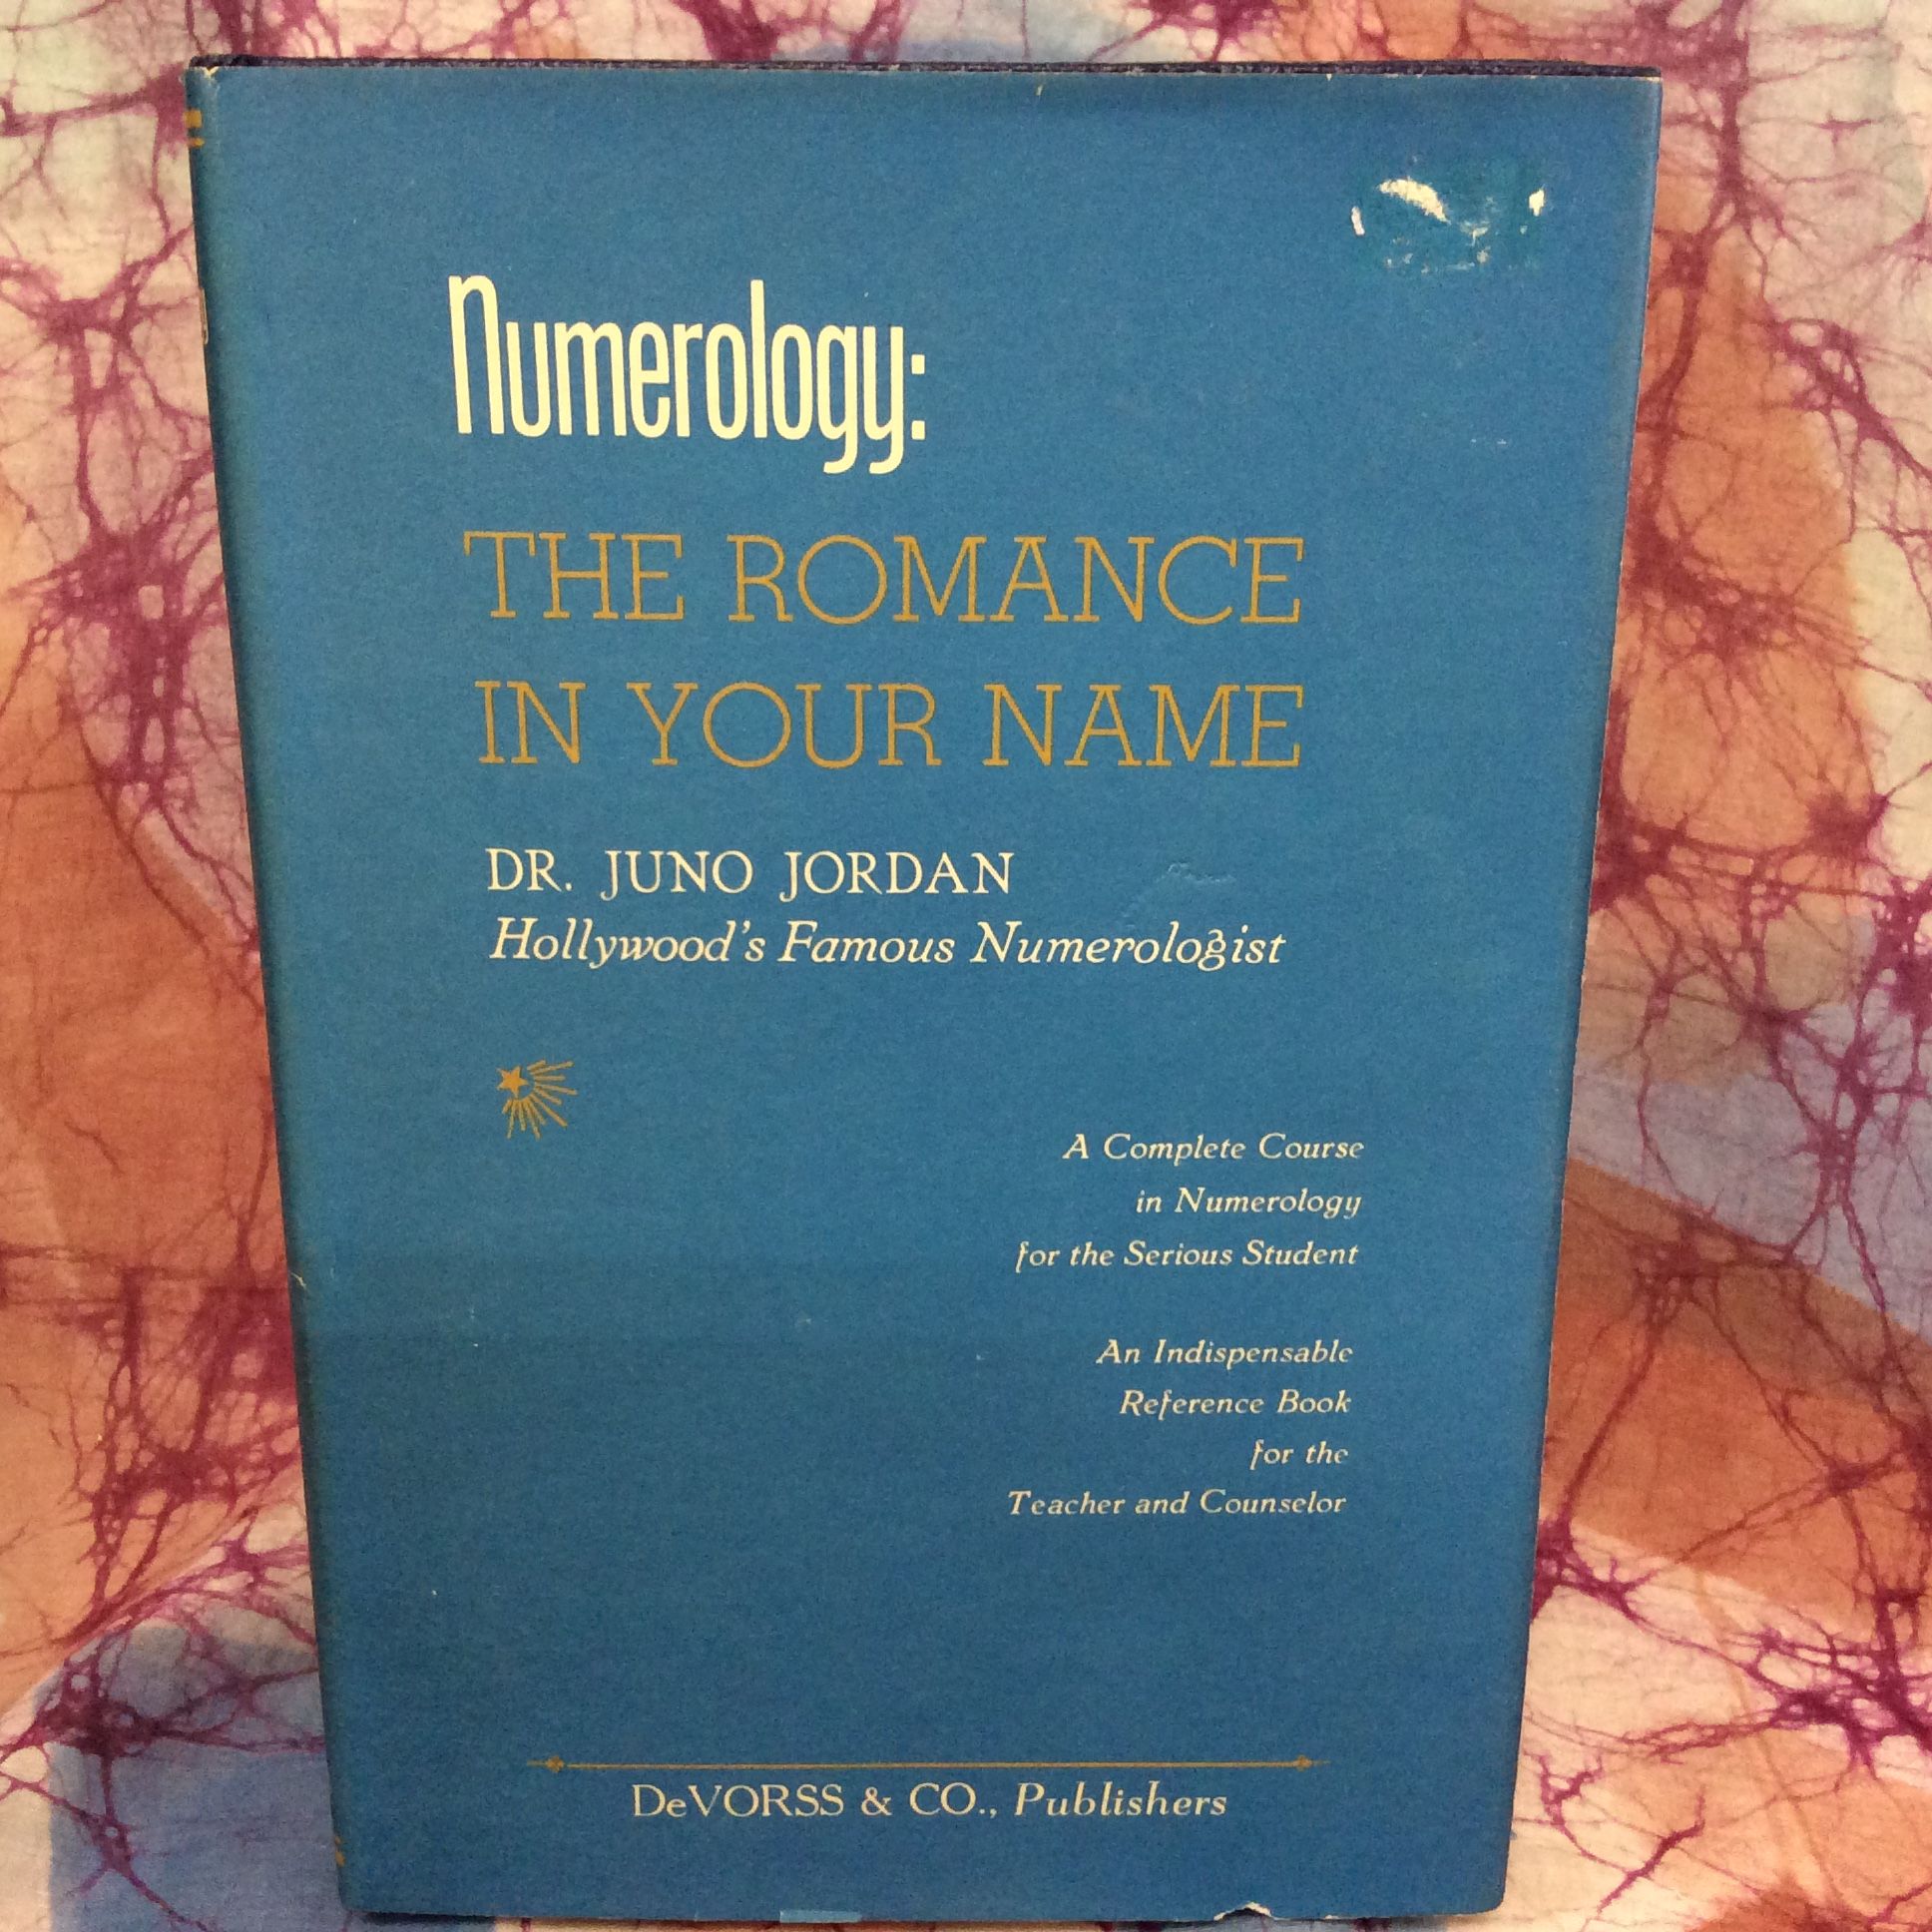 Numerology:
THE ROMANCE
IN YOUR NAME
DR. JUNO JORDAN
Hollywood's Famous Numerologist
A Complete Course
in Numerology
for the Serious Student
An Indispensable
Reference Book
for the
Teacher and Counselor
DeVORSS & CO., Publishers